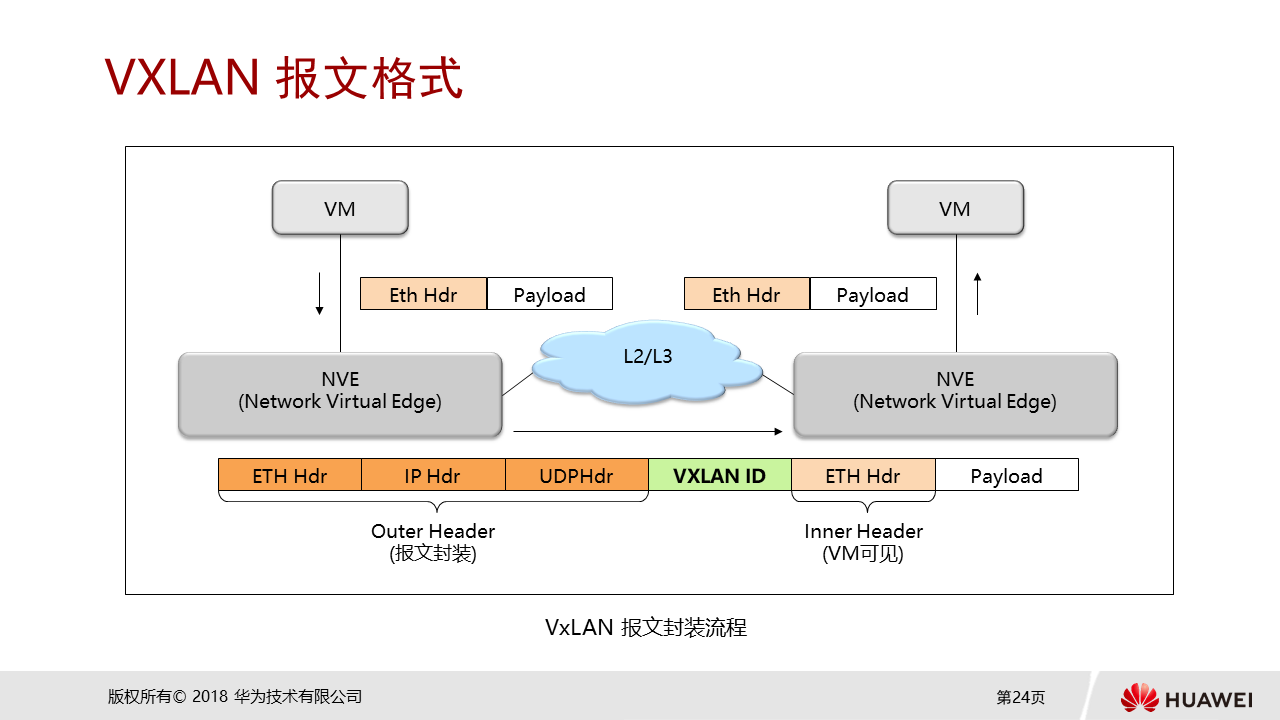 VXLAN 报文格式
VM
VM
Eth Hdr
Payload
Eth Hdr
Payload
L2/L3
NVE
(Network Virtual Edge)
NVE
(Network Virtual Edge)
ETH Hdr
IP Hdr
UDPHdr
VXLAN ID
ETH Hdr
Payload
Outer Header
(报文封装)
Inner Header
(VM可见)
VxLAN 报文封装流程
版权所有© 2018 华为技术有限公司
第24页
HUAWEI